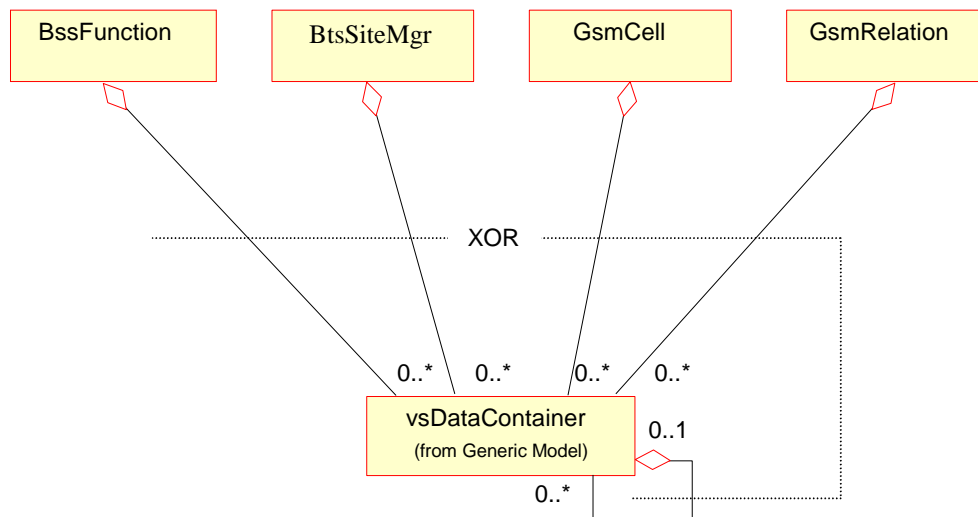 BssFunction
BtsSiteMgr
GsmCell
GsmRelation
XOR
0..*
0..*
0..*
0..*
vsDataContainer
(from Generic Model)
0..1
0..*